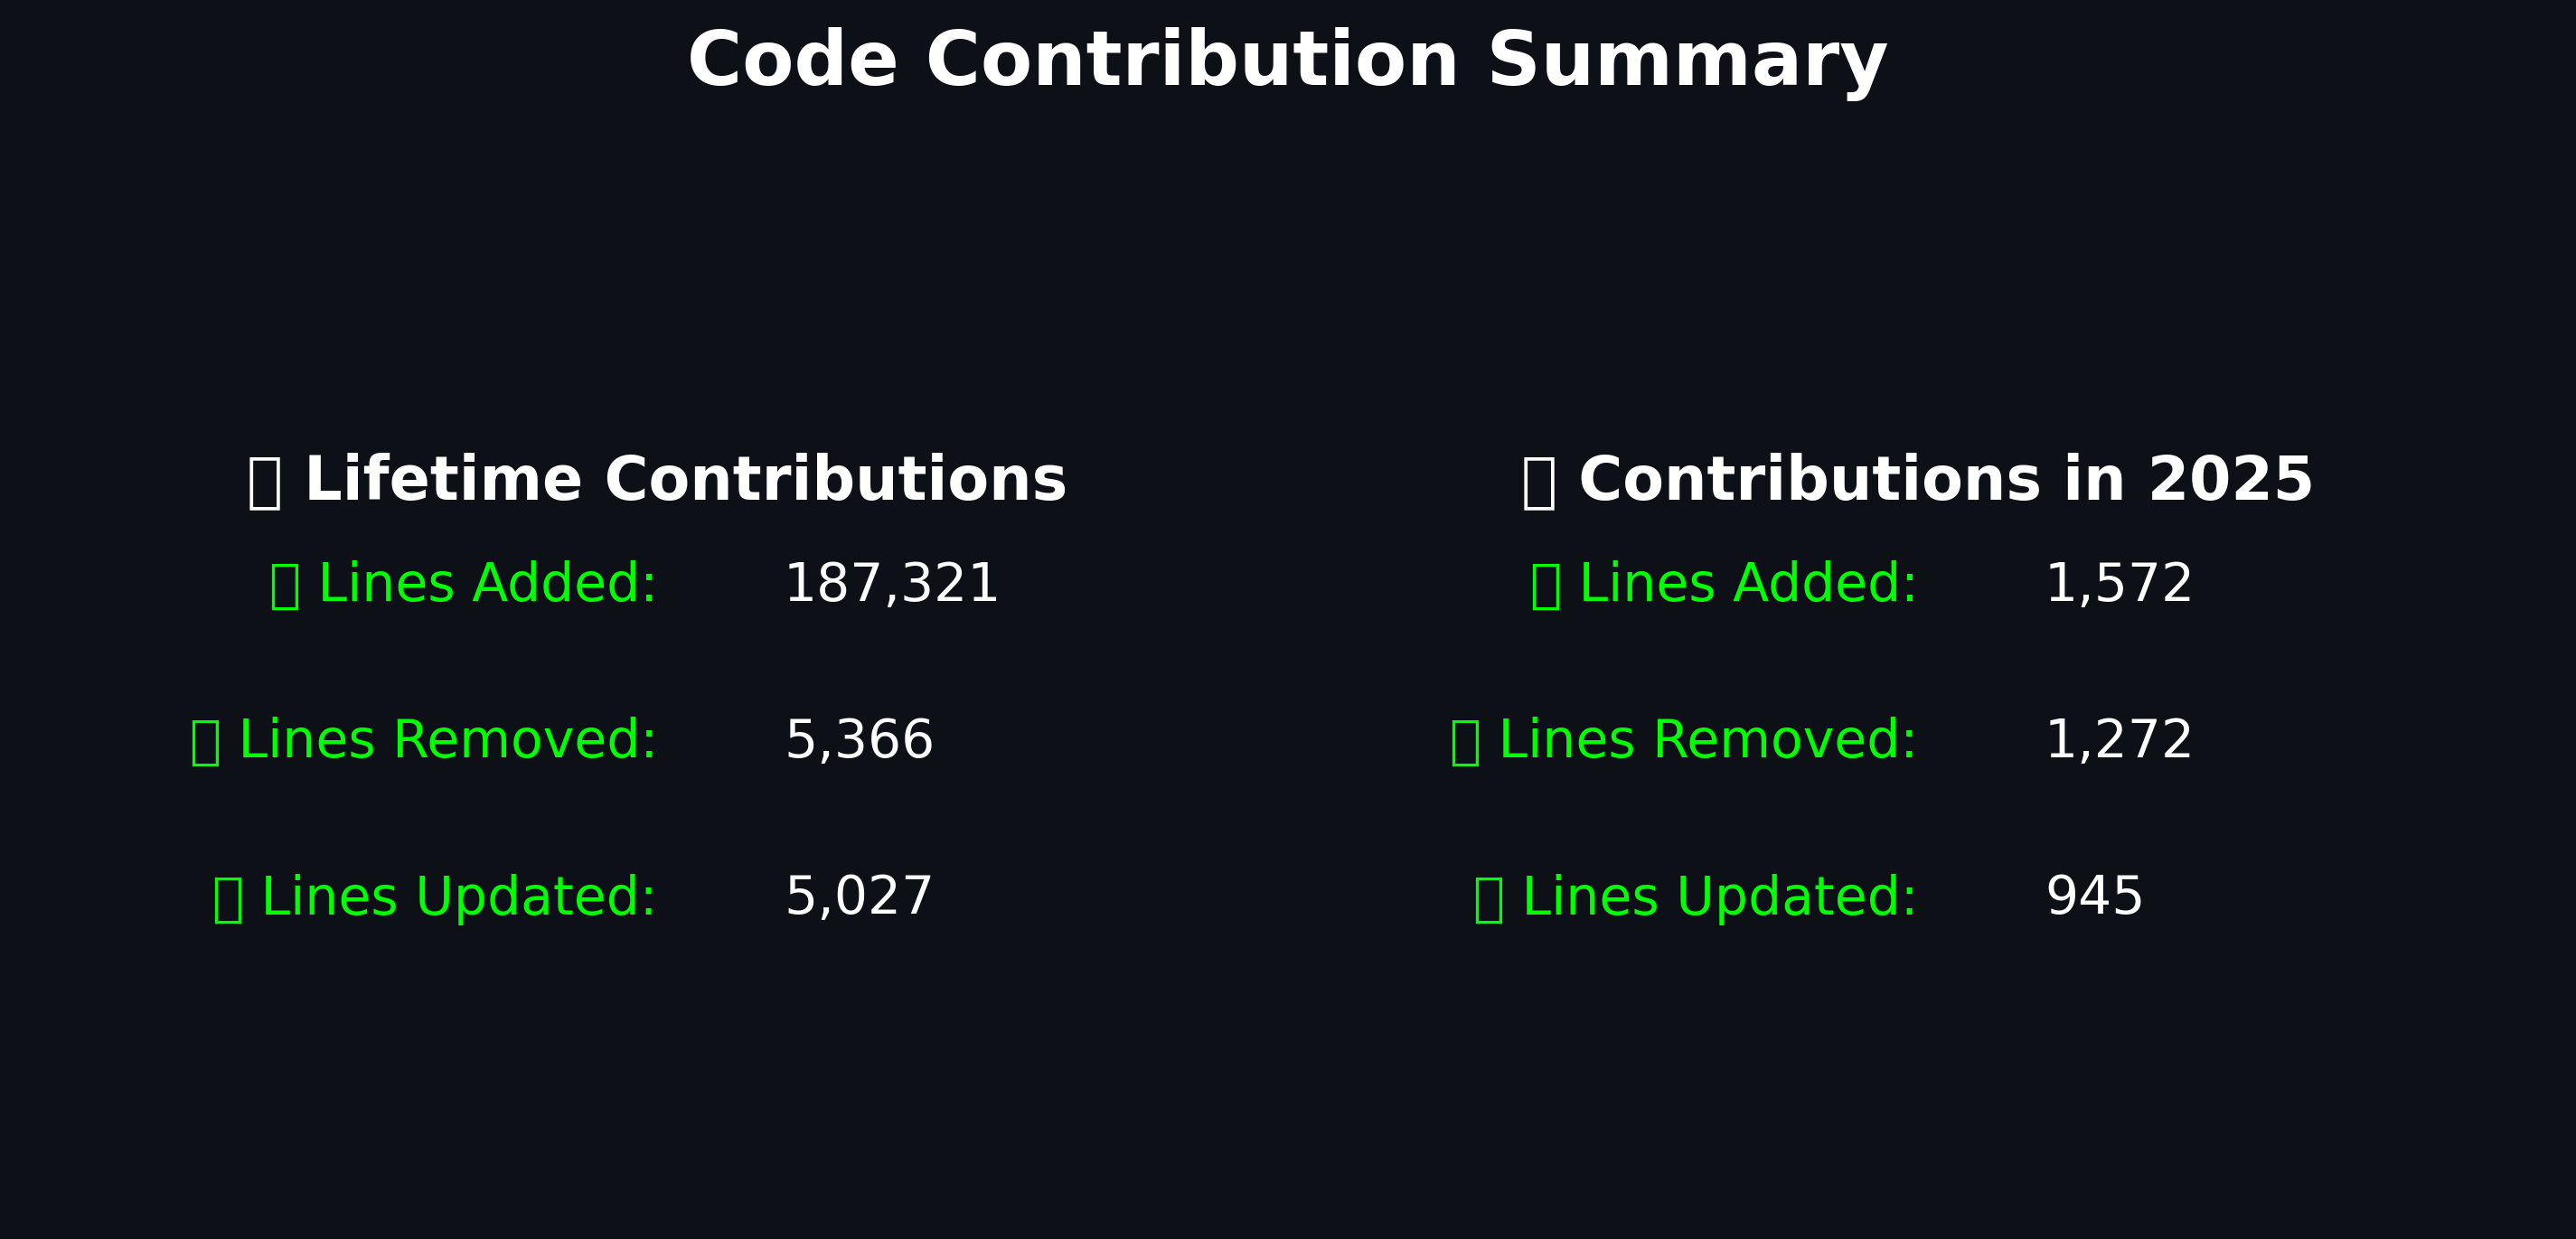 Code Contribution Summary
Lifetime Contributions
Lines Added: 187,321
Lines Removed: 5,366
Lines Updated: 5,027
Contributions in 2025
Lines Added: 1,572
Lines Removed: 1,272
Lines Updated: 945